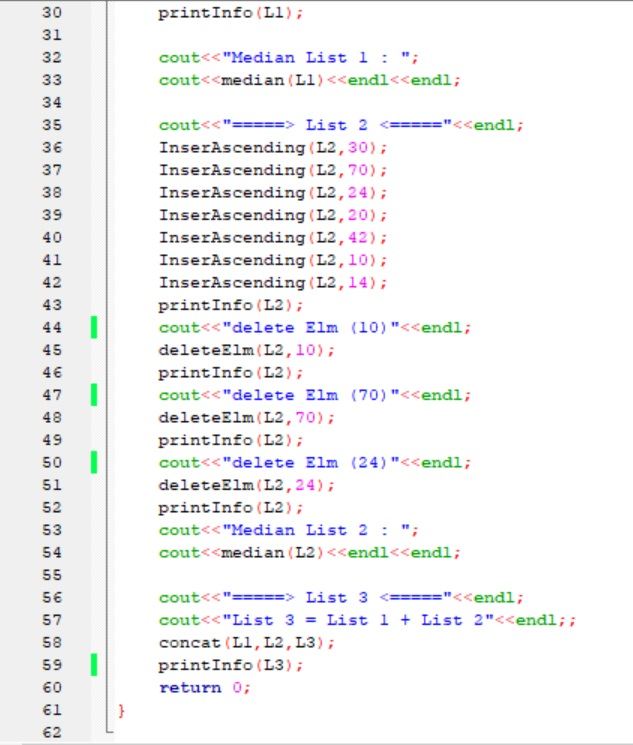 30 printInfo(L1);
31
32 cout<<"Median List 1 : ";
33 cout<<median(L1)<<endl<<endl;
34
35 cout<<"=====> List 2 <====="<<endl;
36 InserAscending(L2,30);
37 InserAscending(L2,70);
38 InserAscending(L2,24);
39 InserAscending(L2,20);
40 InserAscending(L2,42);
41 InserAscending(L2,10);
42 InserAscending(L2,14);
43 printInfo(L2);
44 cout<<"delete Elm (10)"<<endl;
45 deleteElm(L2,10);
46 printInfo(L2);
47 cout<<"delete Elm (70)"<<endl;
48 deleteElm(L2,70);
49 printInfo(L2);
50 cout<<"delete Elm (24)"<<endl;
51 deleteElm(L2,24);
52 printInfo(L2);
53 cout<<"Median List 2 : ";
54 cout<<median(L2)<<endl<<endl;
55
56 cout<<"=====> List 3 <====="<<endl;
57 cout<<"List 3 = List 1 + List 2"<<endl;;
58 concat(L1,L2,L3);
59 printInfo(L3);
60 return 0;
61 }
62